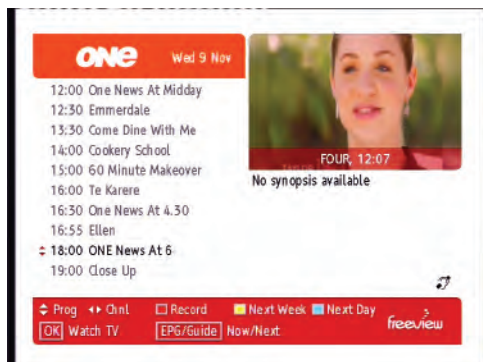 ONE Wed 9 Nov
12:00 One News At Midday
12:30 Emmerdale
13:30 Come Dine With Me
14:00 Cookery School
15:00 60 Minute Makeover
16:00 Te Karere
16:30 One News At 4.30
16:55 Ellen
18:00 ONE News At 6
19:00 Close Up
FOUR, 12:07
No synopsis available
Prog Chnl Record Next Week Next Day
OK Watch TV EPG/Guide Now/Next
freeview